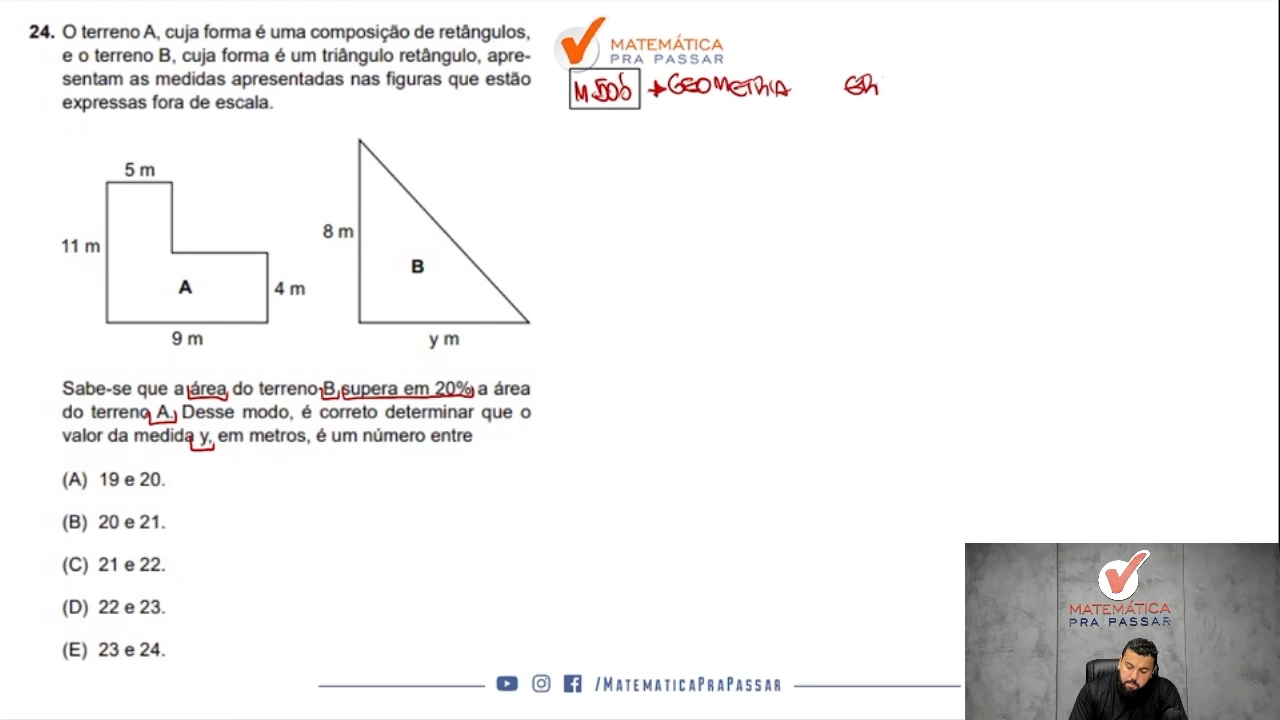 24. O terreno A, cuja forma é uma composição de retângulos,
e o terreno B, cuja forma é um triângulo retângulo, apre-
sentam as medidas apresentadas nas figuras que estão
expressas fora de escala.
MATEMÁTICA
PRA PASSAR
+GEOMETRIA
5 m
11 m
A
4 m
9 m
8 m
B
y m
Sabe-se que a área do terreno B supera em 20% a área
do terreno A. Desse modo, é correto determinar que o
valor da medida y, em metros, é um número entre
(A) 19 e 20.
(B) 20 e 21.
(C) 21 e 22.
(D) 22 e 23.
(E) 23 e 24.
MATEMÁTICA
PRA PASSAR
/MATEMATICAPRAPASSAR